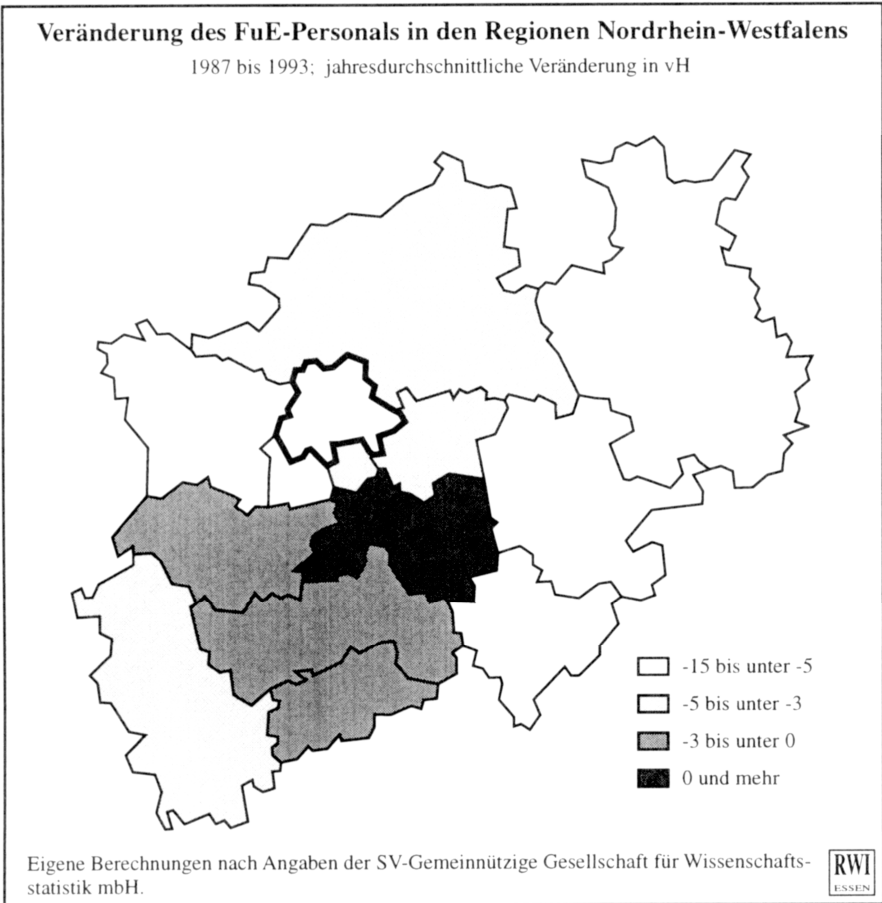 Veränderung des FuE-Personals in den Regionen Nordrhein-Westfalens
1987 bis 1993; jahresdurchschnittliche Veränderung in vH
-15 bis unter -5
-5 bis unter -3
-3 bis unter 0
0 und mehr
Eigene Berechnungen nach Angaben der SV-Gemeinnützige Gesellschaft für Wissenschafts-
statistik mbH.
RWI
ESSEN